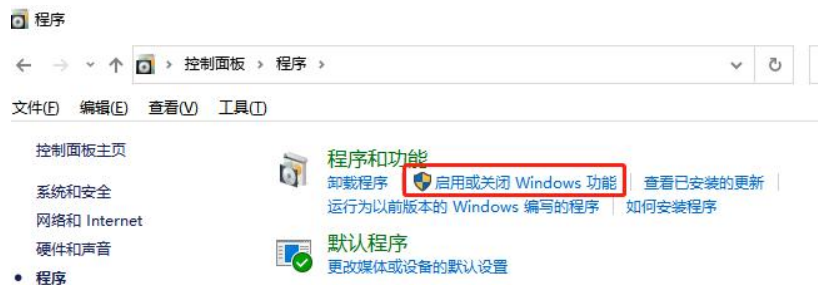 程序
控制面板 › 程序 ›
文件(F) 编辑(E) 查看(V) 工具(T)
控制面板主页
系统和安全
网络和 Internet
硬件和声音
程序
程序和功能
卸载程序 启用或关闭 Windows 功能 查看已安装的更新
运行为以前版本的 Windows 编写的程序 如何安装程序
默认程序
更改媒体或设备的默认设置